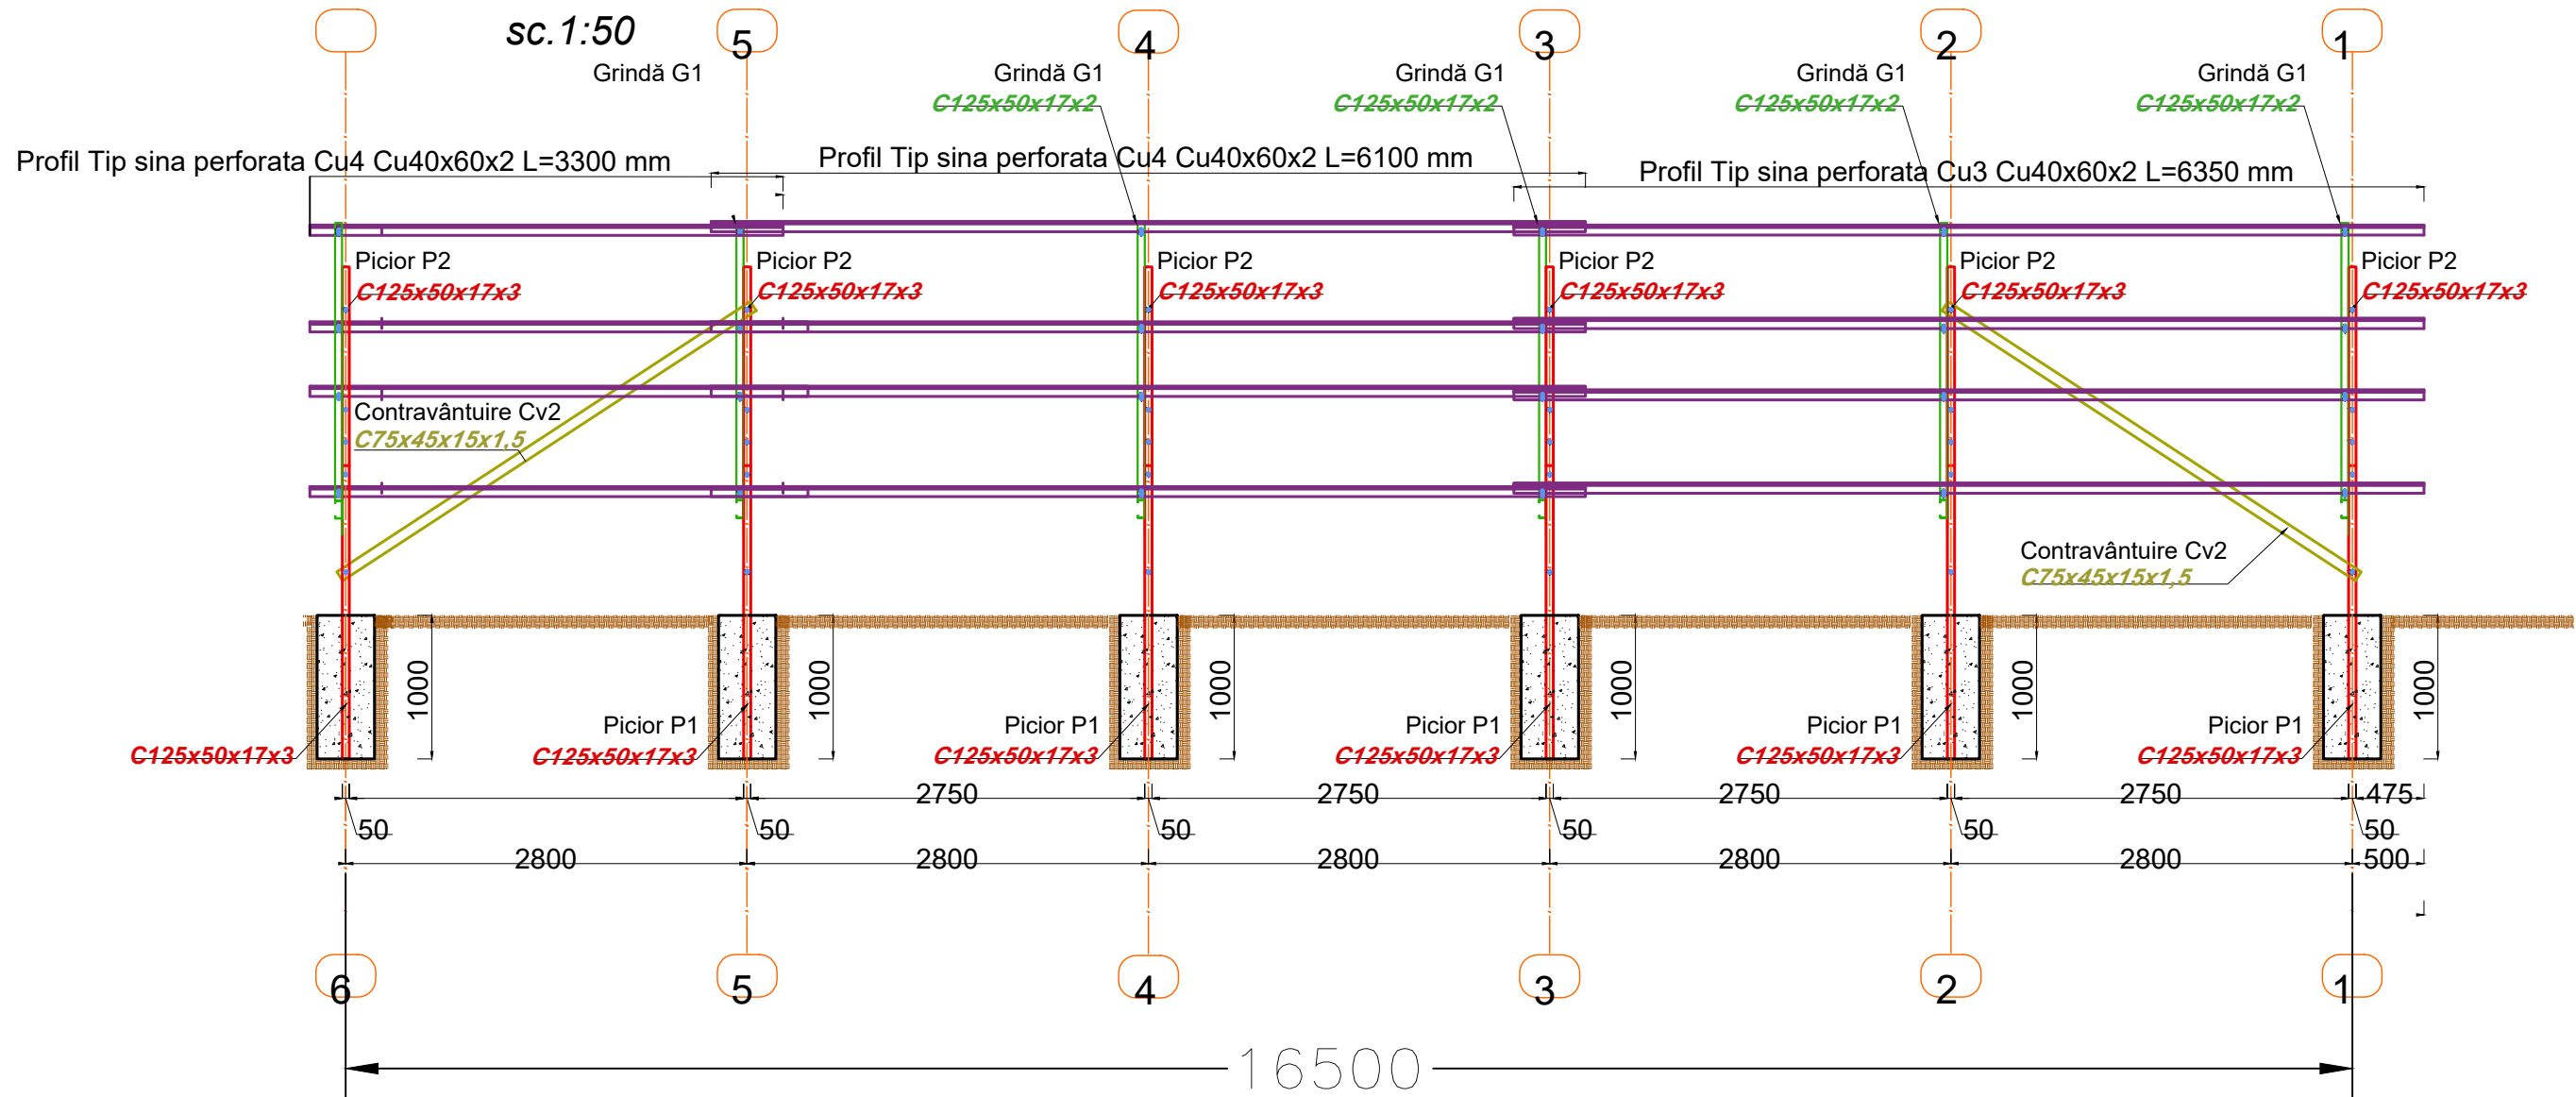 sc.1:50
5
4
3
2
1
Grindă G1
Grindă G1
Grindă G1
Grindă G1
Grindă G1
C125x50x17x2
C125x50x17x2
C125x50x17x2
C125x50x17x2
Profil Tip sina perforata Cu4 Cu40x60x2 L=3300 mm
Profil Tip sina perforata Cu4 Cu40x60x2 L=6100 mm
Profil Tip sina perforata Cu3 Cu40x60x2 L=6350 mm
Picior P2
Picior P2
Picior P2
Picior P2
Picior P2
Picior P2
C125x50x17x3
C125x50x17x3
C125x50x17x3
C125x50x17x3
C125x50x17x3
C125x50x17x3
Contravântuire Cv2
C75x45x15x1,5
Contravântuire Cv2
C75x45x15x1,5
1000
1000
1000
1000
1000
1000
Picior P1
Picior P1
Picior P1
Picior P1
Picior P1
C125x50x17x3
C125x50x17x3
C125x50x17x3
C125x50x17x3
C125x50x17x3
C125x50x17x3
2750
2750
2750
2750
475
50
50
50
50
50
50
2800
2800
2800
2800
2800
500
6
5
4
3
2
1
16500